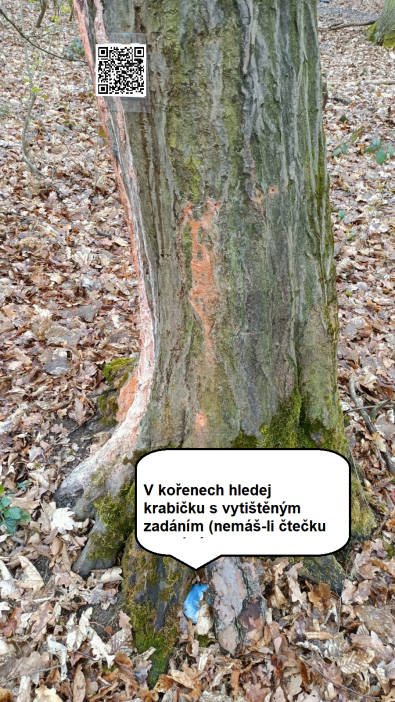 V kořenech hledej
krabičku s vytištěným
zadáním (nemáš-li čtečku